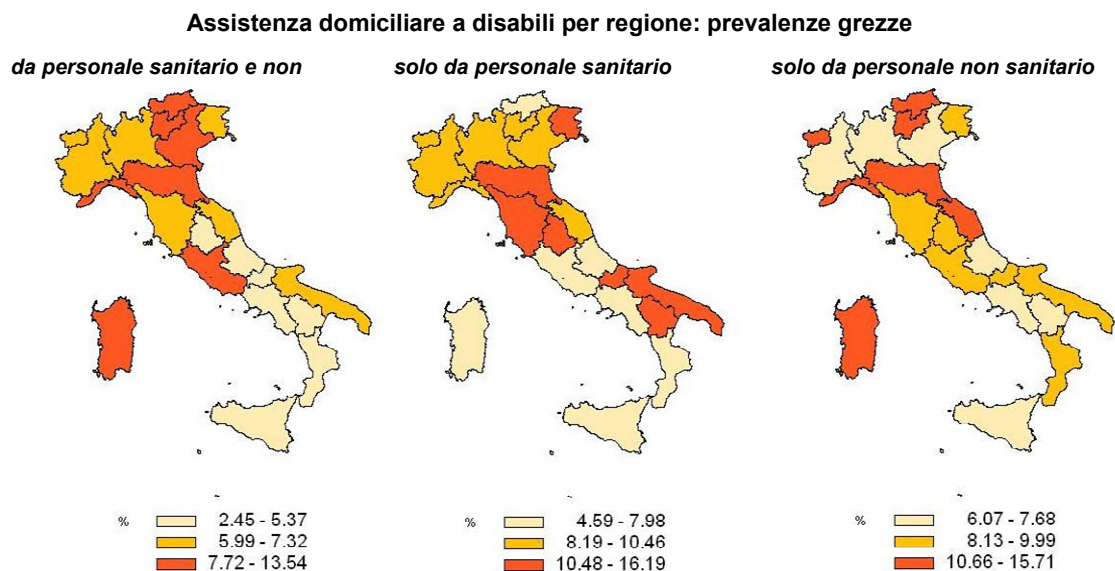 Assistenza domiciliare a disabili per regione: prevalenze grezze
da personale sanitario e non
solo da personale sanitario
solo da personale non sanitario
% 2.45 - 5.37
5.99 - 7.32
7.72 - 13.54
% 4.59 - 7.98
8.19 - 10.46
10.48 - 16.19
% 6.07 - 7.68
8.13 - 9.99
10.66 - 15.71